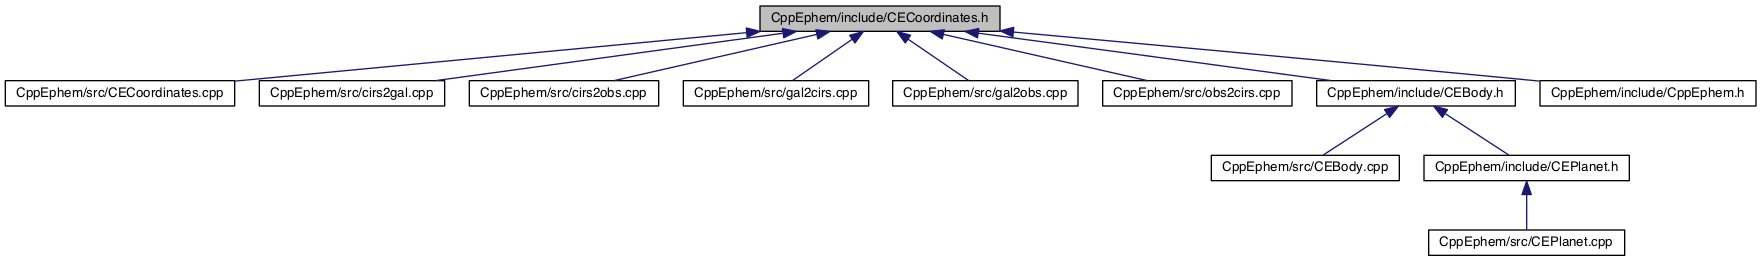 CppEphem/include/CECoordinates.h
CppEphem/src/CECoordinates.cpp
CppEphem/src/cirs2gal.cpp
CppEphem/src/cirs2obs.cpp
CppEphem/src/gal2cirs.cpp
CppEphem/src/gal2obs.cpp
CppEphem/src/obs2cirs.cpp
CppEphem/include/CEBody.h
CppEphem/include/CppEphem.h
CppEphem/src/CEBody.cpp
CppEphem/include/CEPlanet.h
CppEphem/src/CEPlanet.cpp